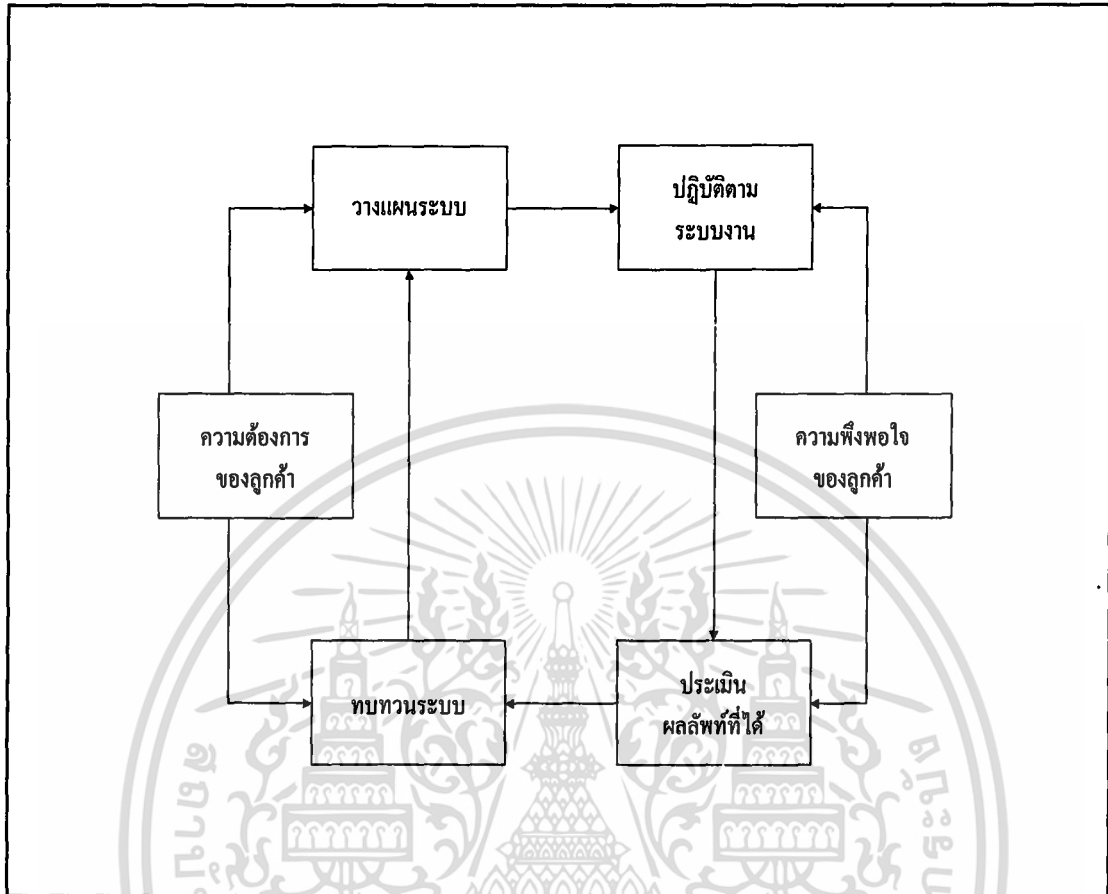 วางแผนระบบ
ปฏิบัติตาม
ระบบงาน
ความต้องการ
ของลูกค้า
ความพึงพอใจ
ของลูกค้า
ทบทวนระบบ
ประเมิน
ผลลัพท์ที่ได้